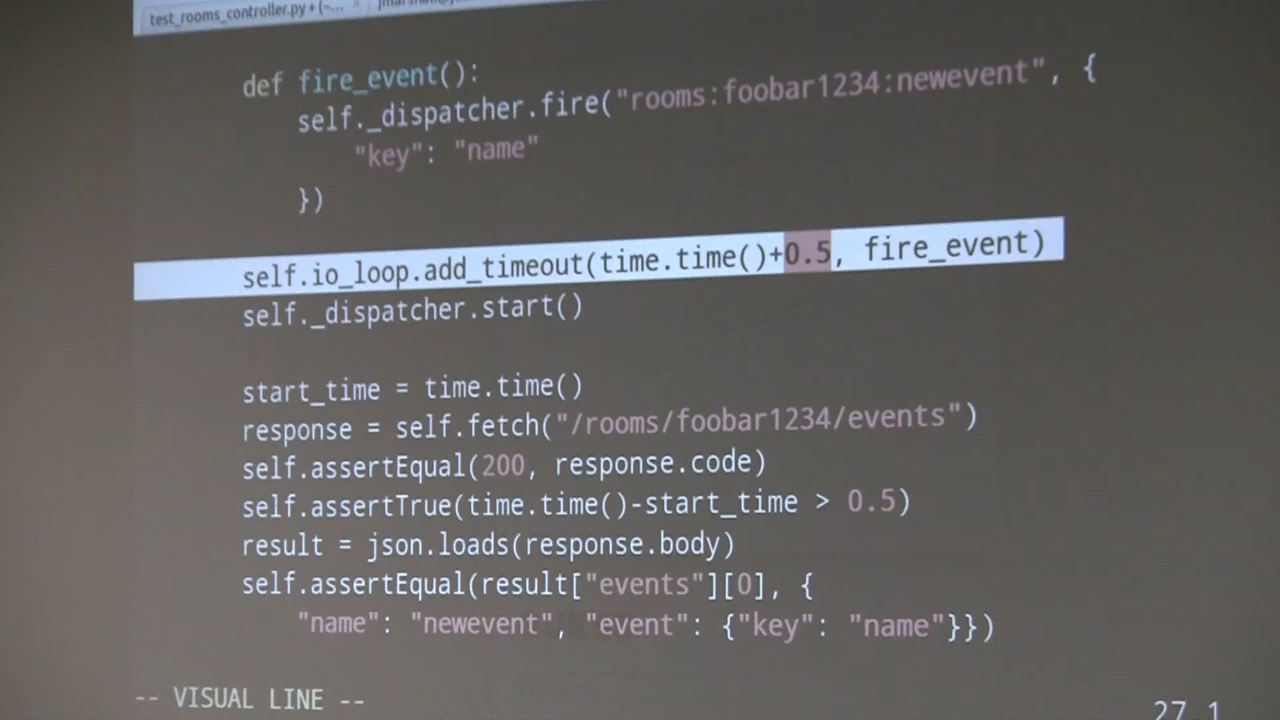 test_rooms_controller.py + (~...
def fire_event():
self._dispatcher.fire("rooms:foobar1234:newevent", {
"key": "name"
})
self.io_loop.add_timeout(time.time()+0.5, fire_event)
self._dispatcher.start()
start_time = time.time()
response = self.fetch("/rooms/foobar1234/events")
self.assertEqual(200, response.code)
self.assertTrue(time.time()-start_time > 0.5)
result = json.loads(response.body)
self.assertEqual(result["events"][0], {
"name": "newevent", "event": {"key": "name"}})
-- VISUAL LINE --
27,1